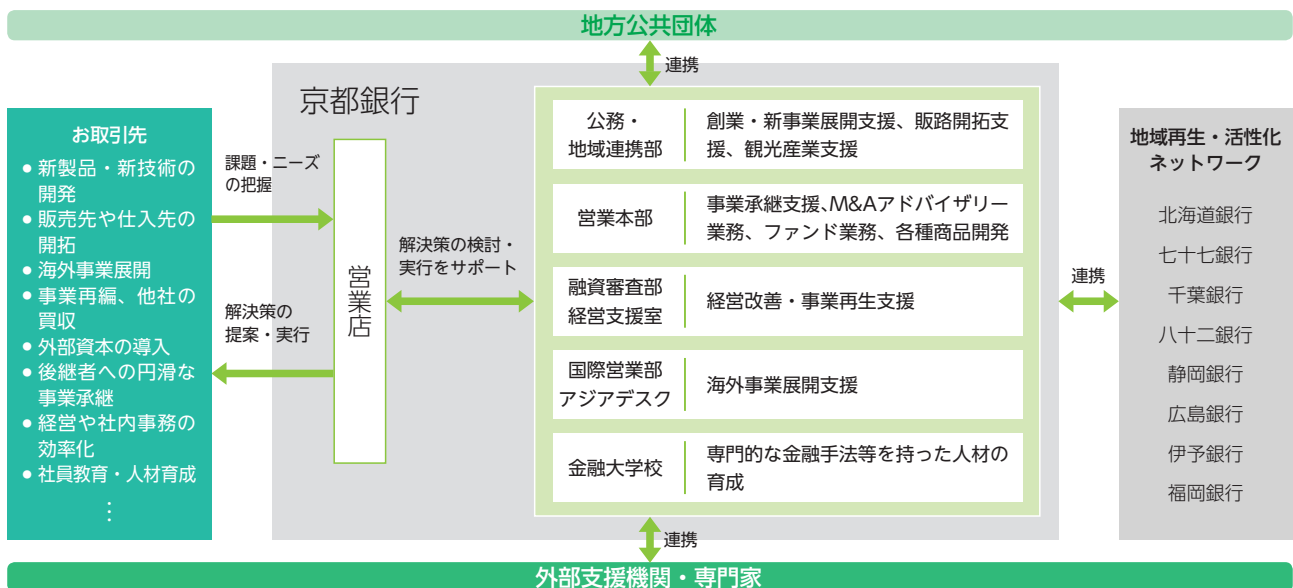 地方公共団体
連携
京都銀行
お取引先
● 新製品・新技術の
開発
● 販売先や仕入先の
開拓
● 海外事業展開
● 事業再編、他社の
買収
● 外部資本の導入
● 後継者への円滑な
事業承継
● 経営や社内事務の
効率化
● 社員教育・人材育成
⋮
課題・ニーズ
の把握
解決策の
提案・実行
営業店
解決策の検討・
実行をサポート
公務・
地域連携部
創業・新事業展開支援、販路開拓支
援、観光産業支援
営業本部
事業承継支援、M&Aアドバイザリー
業務、ファンド業務、各種商品開発
融資審査部
経営支援室
経営改善・事業再生支援
国際営業部
アジアデスク
海外事業展開支援
金融大学校
専門的な金融手法等を持った人材の
育成
連携
地域再生・活性化
ネットワーク
北海道銀行
七十七銀行
千葉銀行
八十二銀行
静岡銀行
広島銀行
伊予銀行
福岡銀行
連携
外部支援機関・専門家